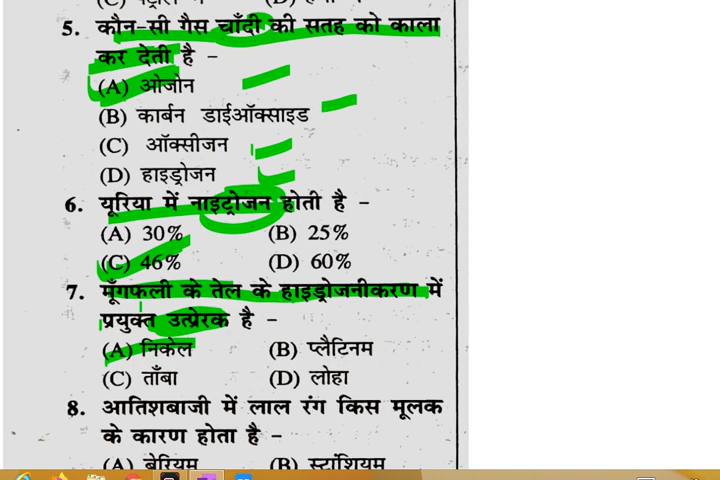 5. कौन-सी गैस चाँदी की सतह को काला
कर देती है –
(A) ओजोन
(B) कार्बन डाईऑक्साइड
(C) ऑक्सीजन
(D) हाइड्रोजन
6. यूरिया में नाइट्रोजन होती है –
(A) 30% (B) 25%
(C) 46% (D) 60%
7. मूँगफली के तेल के हाइड्रोजनीकरण में
प्रयुक्त उत्प्रेरक है –
(A) निकेल (B) प्लैटिनम
(C) ताँबा (D) लोहा
8. आतिशबाजी में लाल रंग किस मूलक
के कारण होता है –
(A) बेरियम (B) स्टांशियम